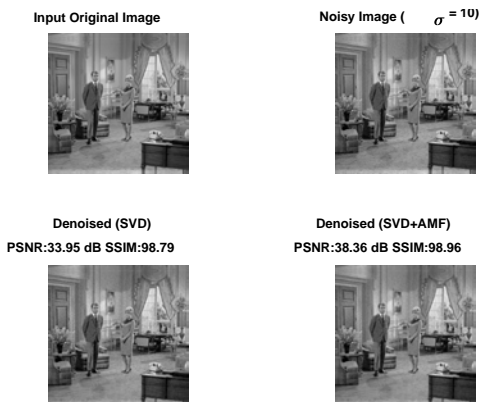 Input Original Image
Noisy Image ( σ = 10)
Denoised (SVD)
PSNR:33.95 dB SSIM:98.79
Denoised (SVD+AMF)
PSNR:38.36 dB SSIM:98.96